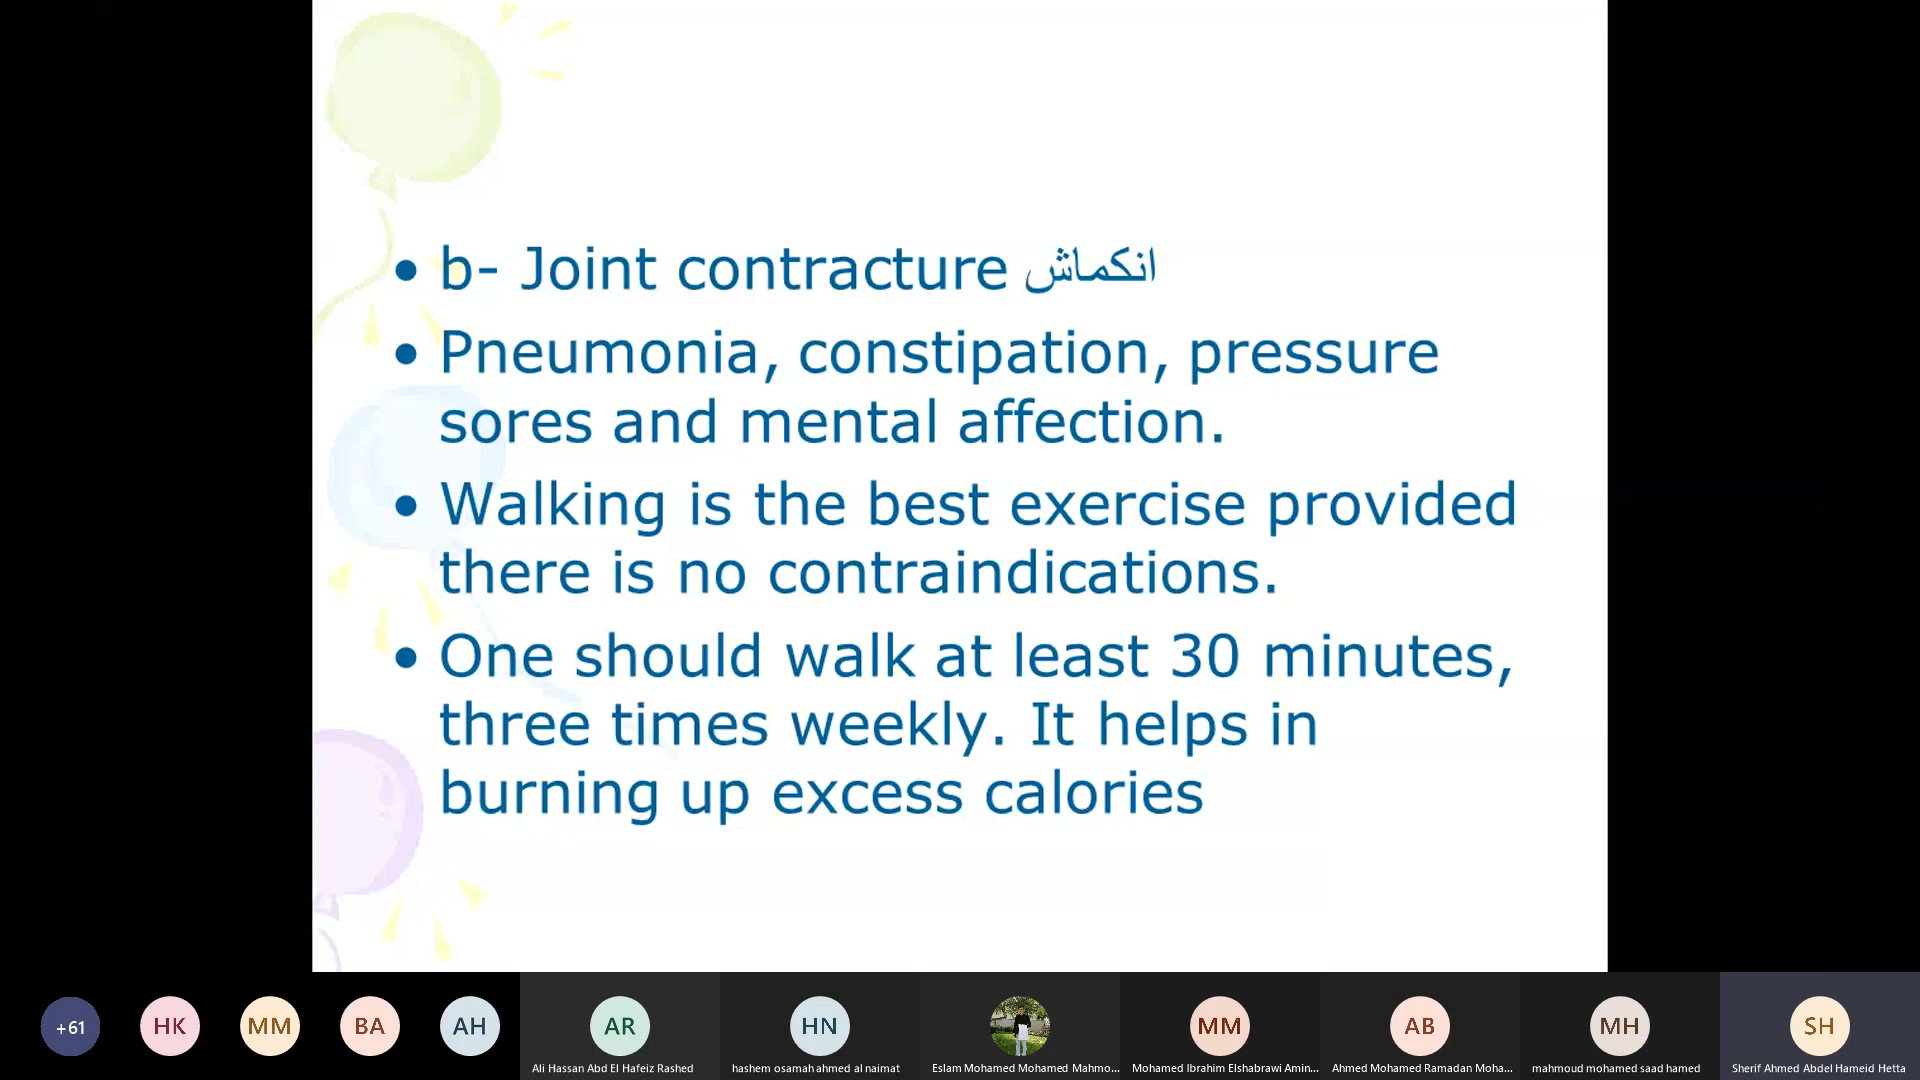 • b- Joint contracture انكماش
• Pneumonia, constipation, pressure
sores and mental affection.
• Walking is the best exercise provided
there is no contraindications.
• One should walk at least 30 minutes,
three times weekly. It helps in
burning up excess calories
+61
HK
MM
BA
AH
AR
HN
MM
AB
MH
SH
Ali Hassan Abd El Hafeiz Rashed
hashem osamah ahmed al naimat
Eslam Mohamed Mohamed Mahmo...
Mohamed Ibrahim Elshabrawi Amin...
Ahmed Mohamed Ramadan Moha...
mahmoud mohamed saad hamed
Sherif Ahmed Abdel Hameid Hetta